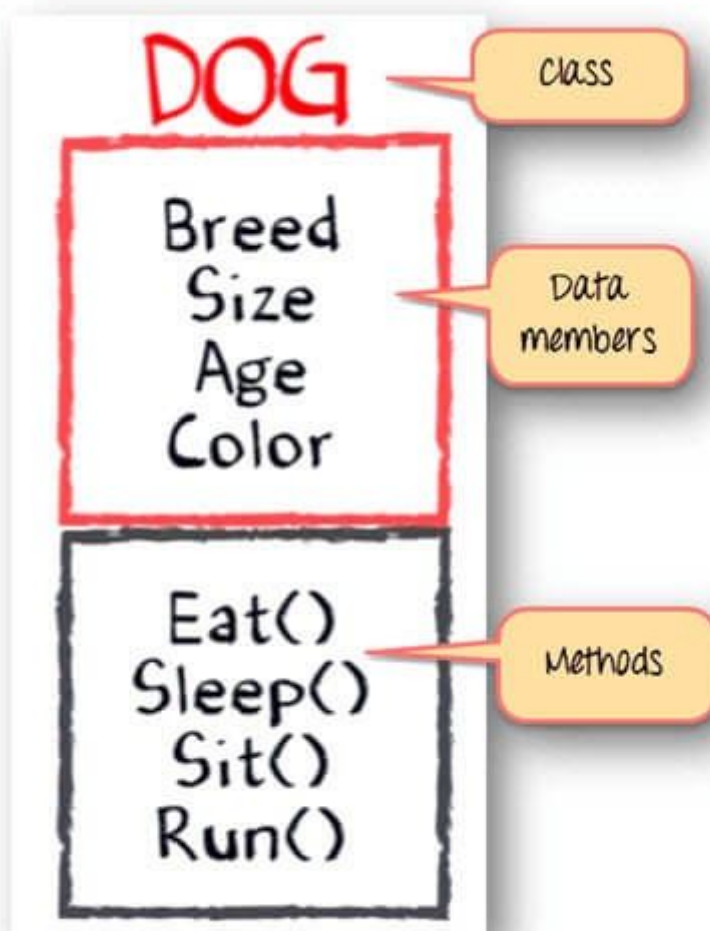 DOG
Class
Breed
Size
Age
Color
Data
members
Eat()
Sleep()
Sit()
Run()
Methods